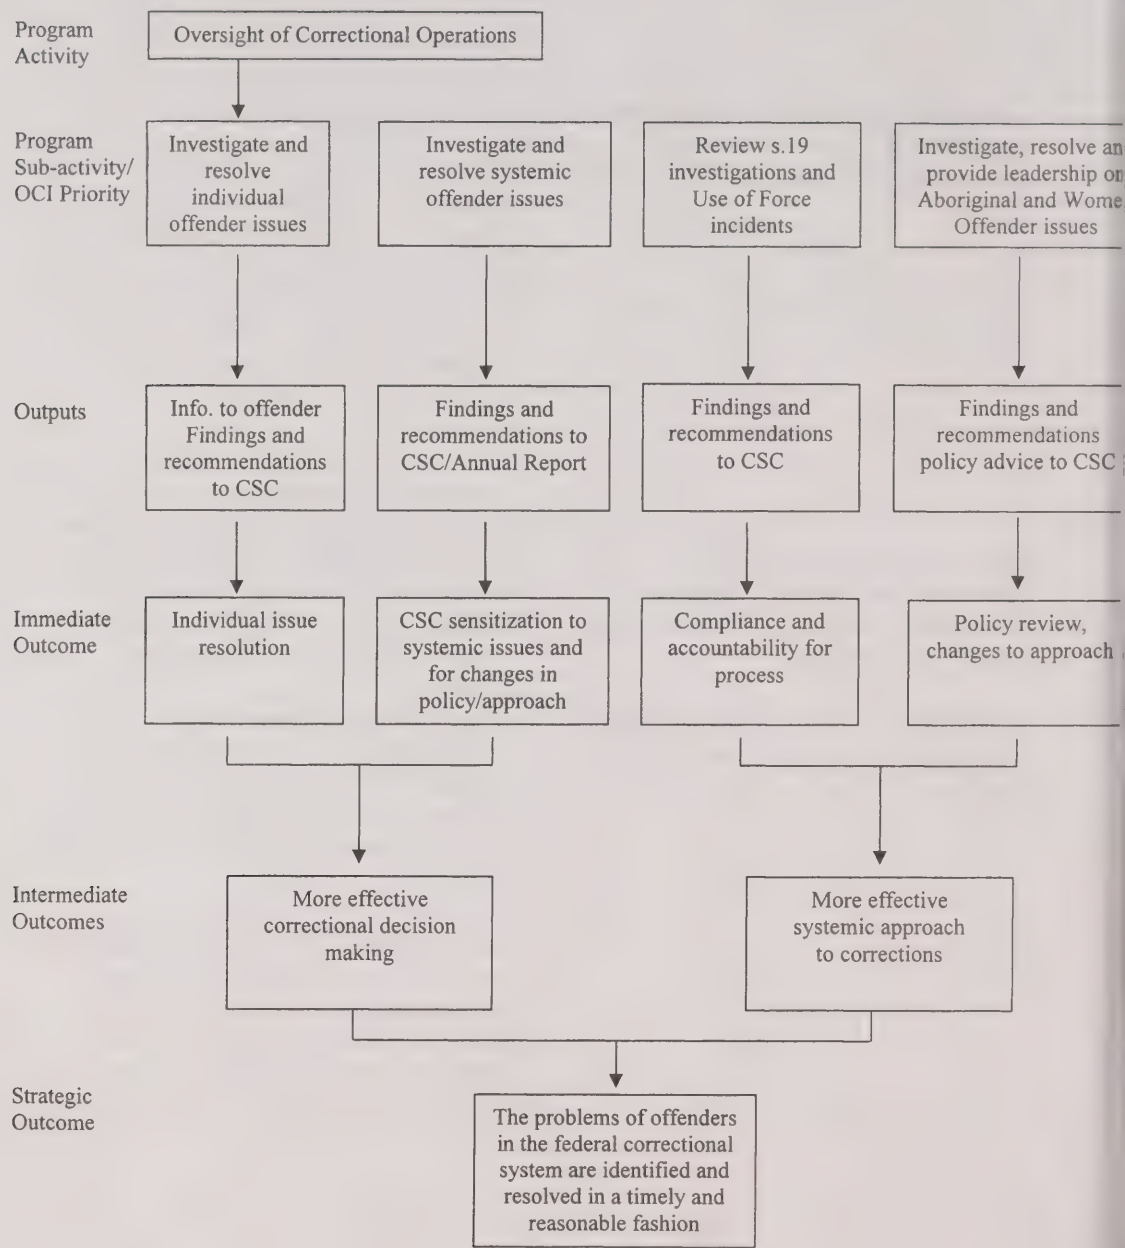 Program
Activity
Oversight of Correctional Operations
Program
Sub-activity/
OCI Priority
Investigate and
resolve
individual
offender issues
Investigate and
resolve systemic
offender issues
Review s.19
investigations and
Use of Force
incidents
Investigate, resolve an
provide leadership on
Aboriginal and Wome
Offender issues
Outputs
Info. to offender
Findings and
recommendations
to CSC
Findings and
recommendations to
CSC/Annual Report
Findings and
recommendations
to CSC
Findings and
recommendations
policy advice to CSC
Immediate
Outcome
Individual issue
resolution
CSC sensitization to
systemic issues and
for changes in
policy/approach
Compliance and
accountability for
process
Policy review,
changes to approach
Intermediate
Outcomes
More effective
correctional decision
making
More effective
systemic approach
to corrections
Strategic
Outcome
The problems of offenders
in the federal correctional
system are identified and
resolved in a timely and
reasonable fashion